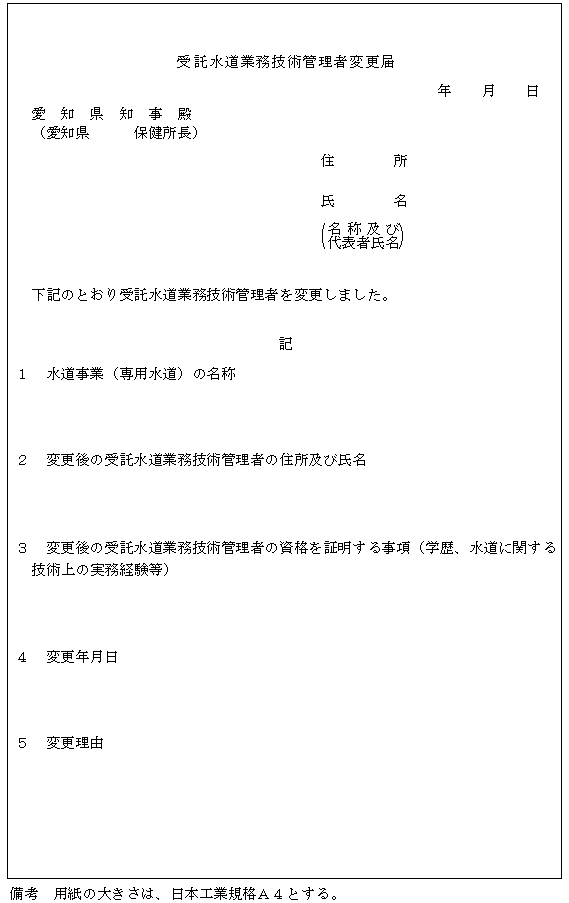 受託水道業務技術管理者変更届
年　　月　　日
愛　知　県　知　事　殿
（愛知県　　　保健所長）
住　　　　所
氏　　　　名
（名称及び
代表者氏名）
下記のとおり受託水道業務技術管理者を変更しました。
記
１　水道事業（専用水道）の名称
２　変更後の受託水道業務技術管理者の住所及び氏名
３　変更後の受託水道業務技術管理者の資格を証明する事項（学歴、水道に関する
技術上の実務経験等）
４　変更年月日
５　変更理由
備考　用紙の大きさは、日本工業規格Ａ４とする。